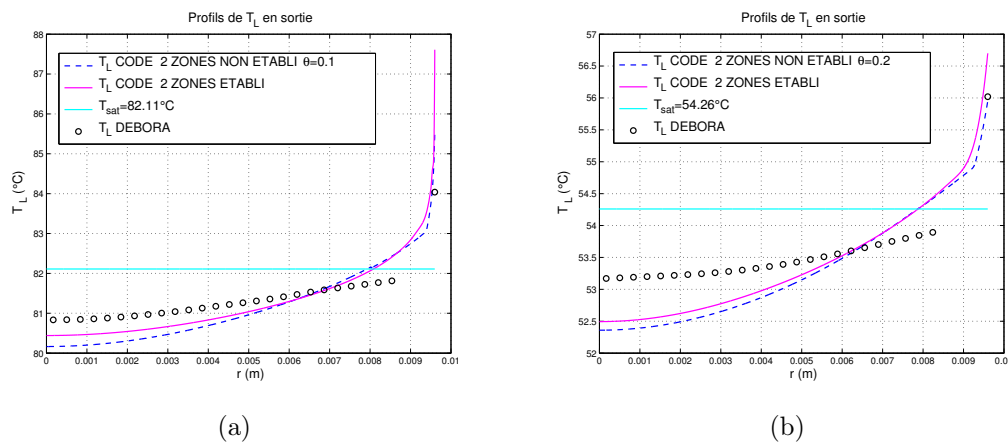 Profils de T_L en sortie
88
87
86
85
84
83
82
81
80
T_L (°C)
T_L CODE 2 ZONES NON ETABLI θ=0.1
T_L CODE 2 ZONES ETABLI
T_sat=82.11°C
T_L DEBORA
0 0.001 0.002 0.003 0.004 0.005 0.006 0.007 0.008 0.009 0.01
r (m)
(a)
Profils de T_L en sortie
57
56.5
56
55.5
55
54.5
54
53.5
53
52.5
52
T_L (°C)
T_L CODE 2 ZONES NON ETABLI θ=0.2
T_L CODE 2 ZONES ETABLI
T_sat=54.26°C
T_L DEBORA
0.001 0.002 0.003 0.004 0.005 0.006 0.007 0.008 0.009 0.0
r (m)
(b)